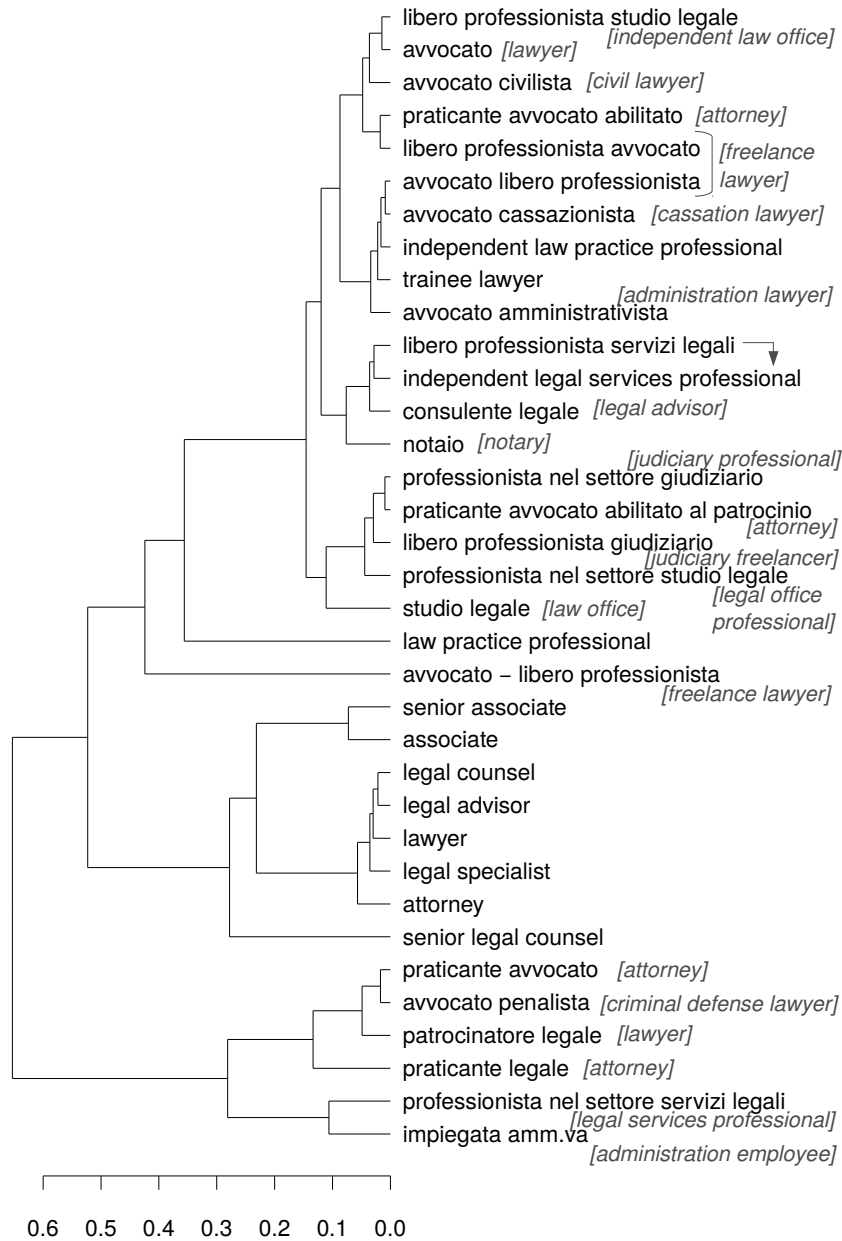 libero professionista studio legale
[independent law office]
avvocato [lawyer]
avvocato civilista [civil lawyer]
praticante avvocato abilitato [attorney]
libero professionista avvocato [freelance
avvocato libero professionista lawyer]
avvocato cassazionista [cassation lawyer]
independent law practice professional
trainee lawyer
[administration lawyer]
avvocato amministrativista
libero professionista servizi legali
independent legal services professional
consulente legale [legal advisor]
notaio [notary]
[judiciary professional]
professionista nel settore giudiziario
praticante avvocato abilitato al patrocinio
[attorney]
libero professionista giudiziario
[judiciary freelancer]
professionista nel settore studio legale
[legal office
professional]
studio legale [law office]
law practice professional
avvocato − libero professionista
[freelance lawyer]
senior associate
associate
legal counsel
legal advisor
lawyer
legal specialist
attorney
senior legal counsel
praticante avvocato [attorney]
avvocato penalista [criminal defense lawyer]
patrocinatore legale [lawyer]
praticante legale [attorney]
professionista nel settore servizi legali
[legal services professional]
impiegata amm.va
[administration employee]
0.6 0.5 0.4 0.3 0.2 0.1 0.0